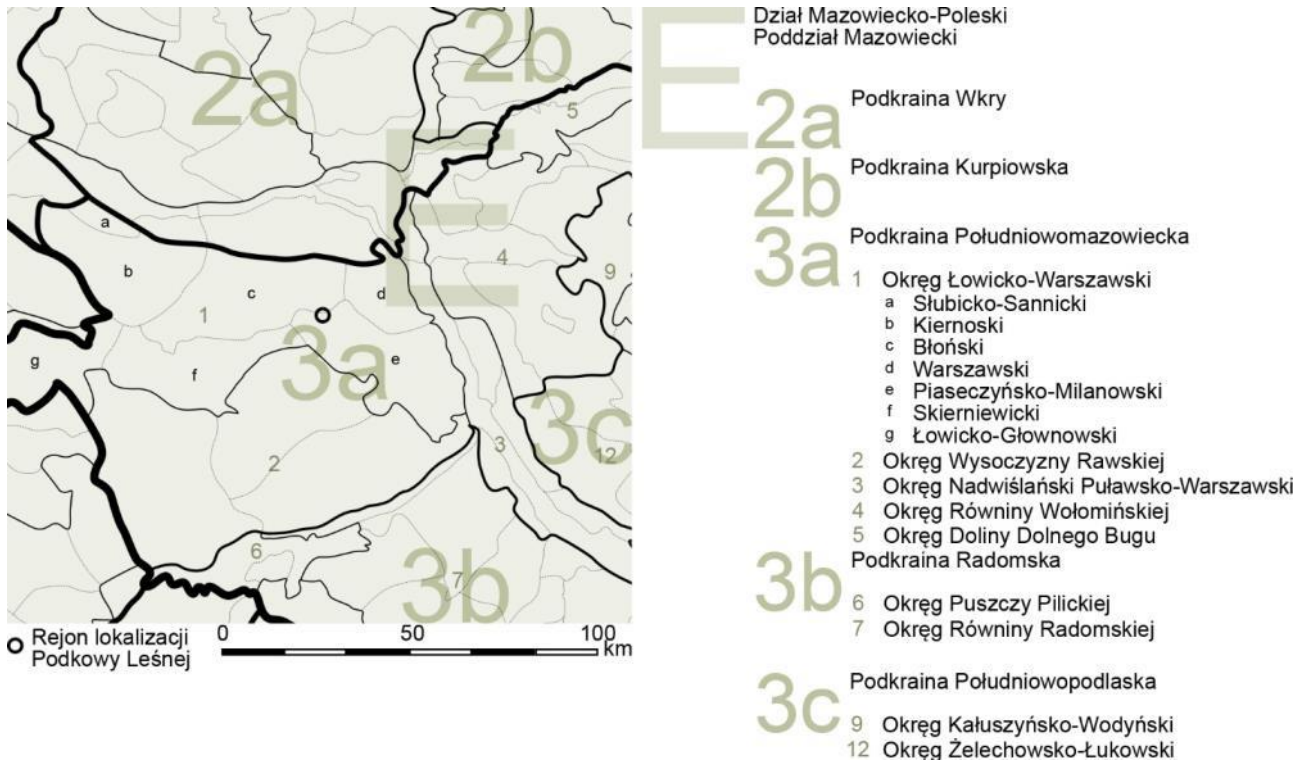 2a
2b
5
E
a
b
c
d
4
9
1
g
f
3a
e
3c
2
3
12
6
3b
7
Rejon lokalizacji
Podkowy Leśnej
0 50 100
km
E
Dział Mazowiecko-Poleski
Poddział Mazowiecki
2a Podkraina Wkry
2b Podkraina Kurpiowska
3a Podkraina Południowomazowiecka
1 Okręg Łowicko-Warszawski
a Słubicko-Sannicki
b Kiernoski
c Błoński
d Warszawski
e Piaseczyńsko-Milanowski
f Skierniewicki
g Łowicko-Głownowski
2 Okręg Wysoczyzny Rawskiej
3 Okręg Nadwiślański Puławsko-Warszawski
4 Okręg Równiny Wołomińskiej
5 Okręg Doliny Dolnego Bugu
3b Podkraina Radomska
6 Okręg Puszczy Pilickiej
7 Okręg Równiny Radomskiej
3c Podkraina Południowopodlaska
9 Okręg Kałuszyńsko-Wodyński
12 Okręg Żelechowsko-Łukowski